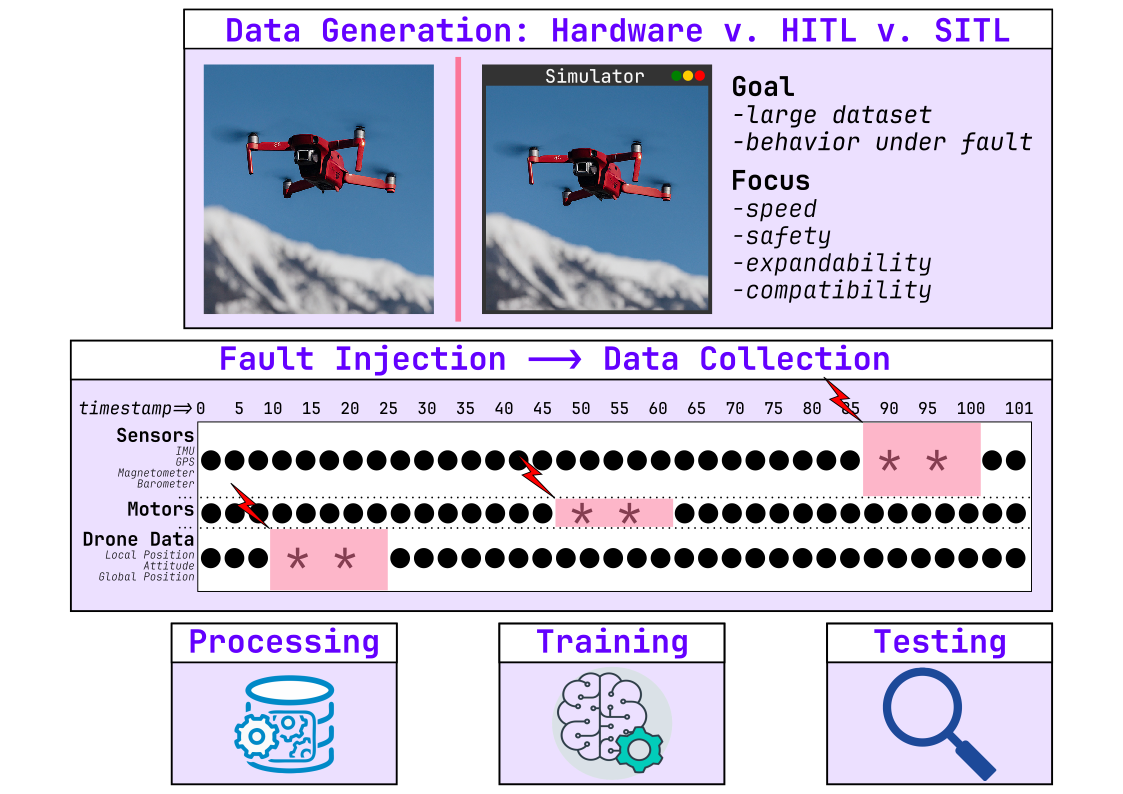 Data Generation: Hardware v. HITL v. SITL
Simulator
Goal
-large dataset
-behavior under fault
Focus
-speed
-safety
-expandability
-compatibility
Fault Injection ⟶ Data Collection
timestamp⇒ 0 5 10 15 20 25 30 35 40 45 50 55 60 65 70 75 80 85 90 95 100 101
Sensors
IMU
GPS
Magnetometer
Barometer
...
* *
Motors
...
* *
Drone Data
Local Position
Attitude
Global Position
* *
Processing
Training
Testing